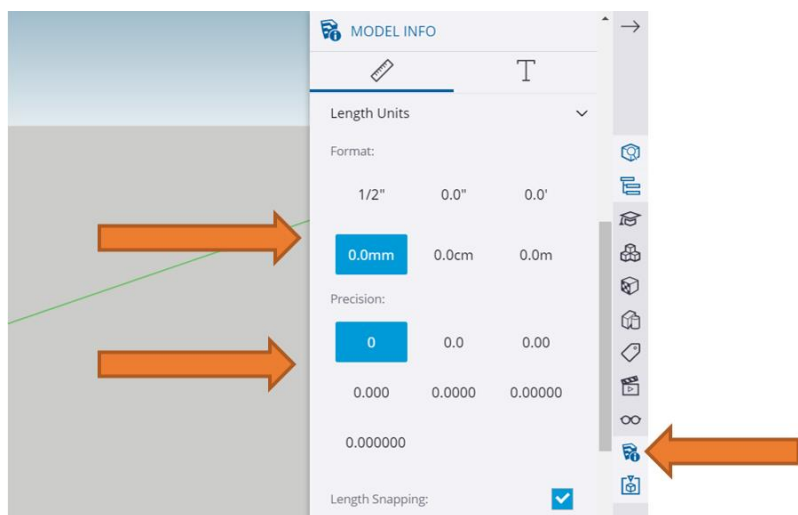 MODEL INFO
T
Length Units
Format:
1/2" 0.0" 0.0'
0.0mm 0.0cm 0.0m
Precision:
0 0.0 0.00
0.000 0.0000 0.00000
0.000000
Length Snapping: